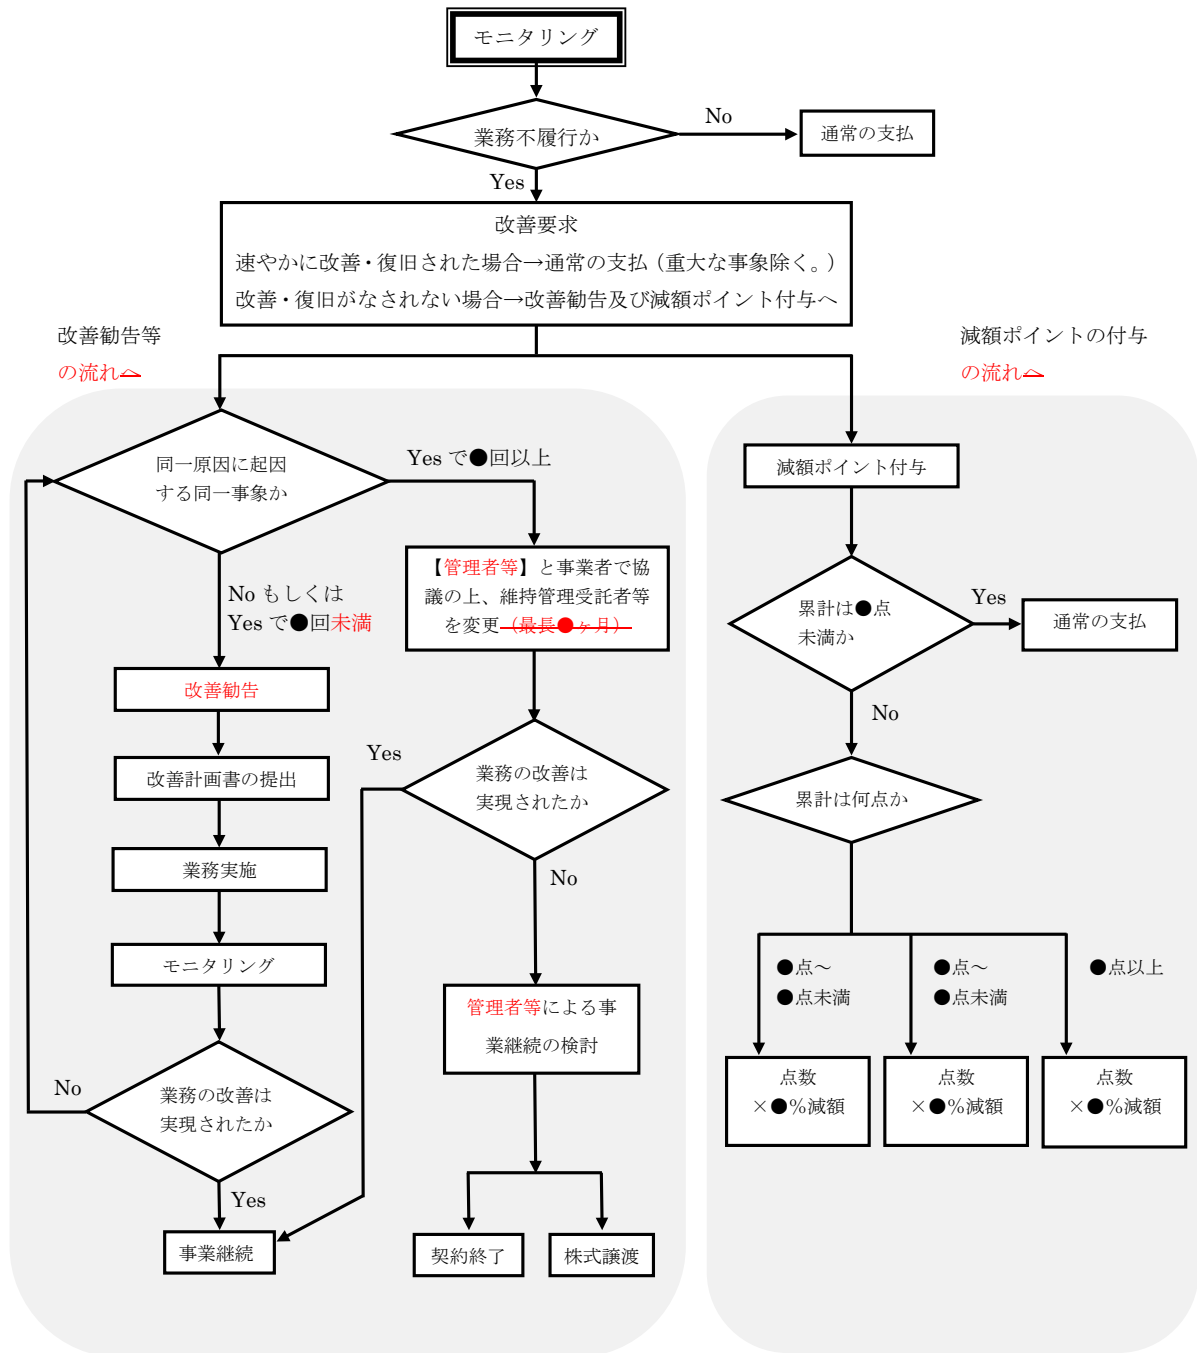 モニタリング
業務不履行か
No
通常の支払
Yes
改善要求
速やかに改善・復旧された場合→通常の支払（重大な事象除く。）
改善・復旧がなされない場合→改善勧告及び減額ポイント付与へ
改善勧告等
の流れへ
減額ポイントの付与
の流れへ
同一原因に起因
する同一事象か
Yes で●回以上
No もしくは
Yes で●回未満
【管理者等】と事業者で協
議の上、維持管理受託者等
を変更（最長●ヶ月）
改善勧告
改善計画書の提出
業務実施
モニタリング
業務の改善は
実現されたか
No
Yes
事業継続
Yes
業務の改善は
実現されたか
No
管理者等による事
業継続の検討
契約終了
株式譲渡
減額ポイント付与
累計は●点
未満か
Yes
通常の支払
No
累計は何点か
●点～
●点未満
●点～
●点未満
●点以上
点数
×●%減額
点数
×●%減額
点数
×●%減額